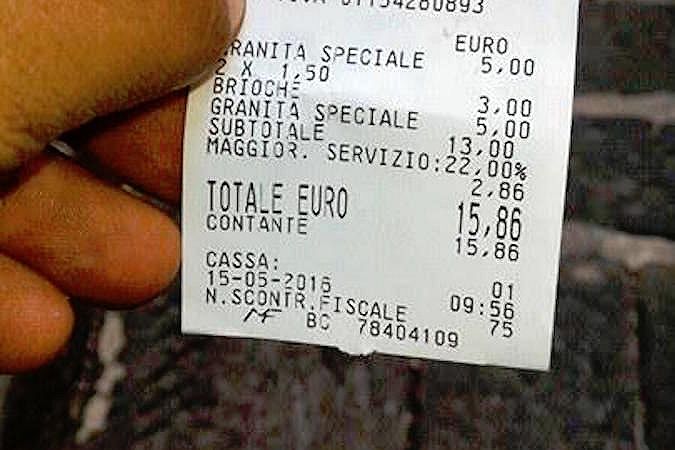 07154280893
EURO
GRANITA SPECIALE 5,00
2 X 1,50
BRIOCHE 3,00
GRANITA SPECIALE 5,00
SUBTOTALE 13,00
MAGGIOR. SERVIZIO:22,00%
2,86
TOTALE EURO 15,86
CONTANTE 15,86
CASSA: 01
15-05-2016 09:56
N.SCONTR.FISCALE 75
MF BC 78404109